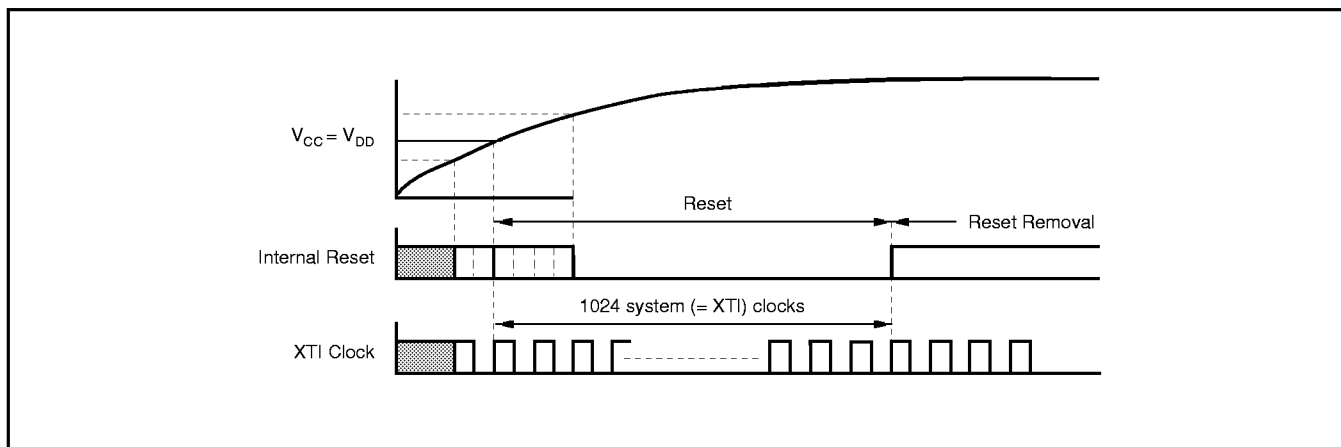 V_CC = V_DD
Reset
Reset Removal
Internal Reset
1024 system (= XTI) clocks
XTI Clock